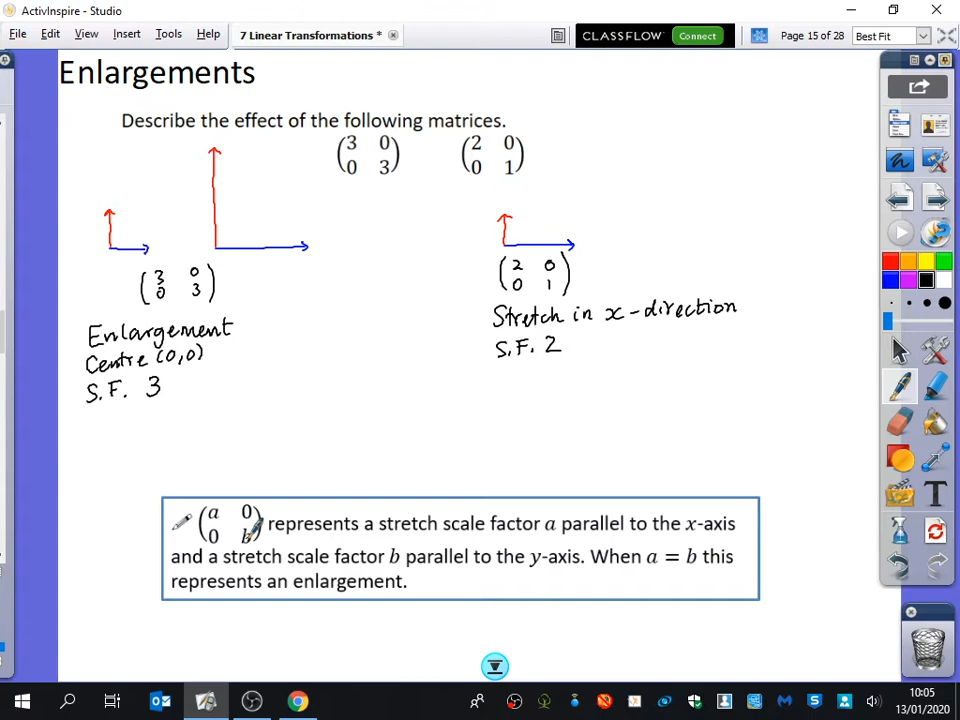 ActivInspire - Studio
File Edit View Insert Tools Help
7 Linear Transformations *
CLASSFLOW Connect
Page 15 of 28
Best Fit
Enlargements
Describe the effect of the following matrices.
(3 0
0 3)
(2 0
0 1)
(3 0
0 3)
Enlargement
Centre (0,0)
S.F. 3
(2 0
0 1)
Stretch in x-direction
S.F. 2
(a 0
0 b) represents a stretch scale factor a parallel to the x-axis
and a stretch scale factor b parallel to the y-axis. When a = b this
represents an enlargement.
10:05
13/01/2020